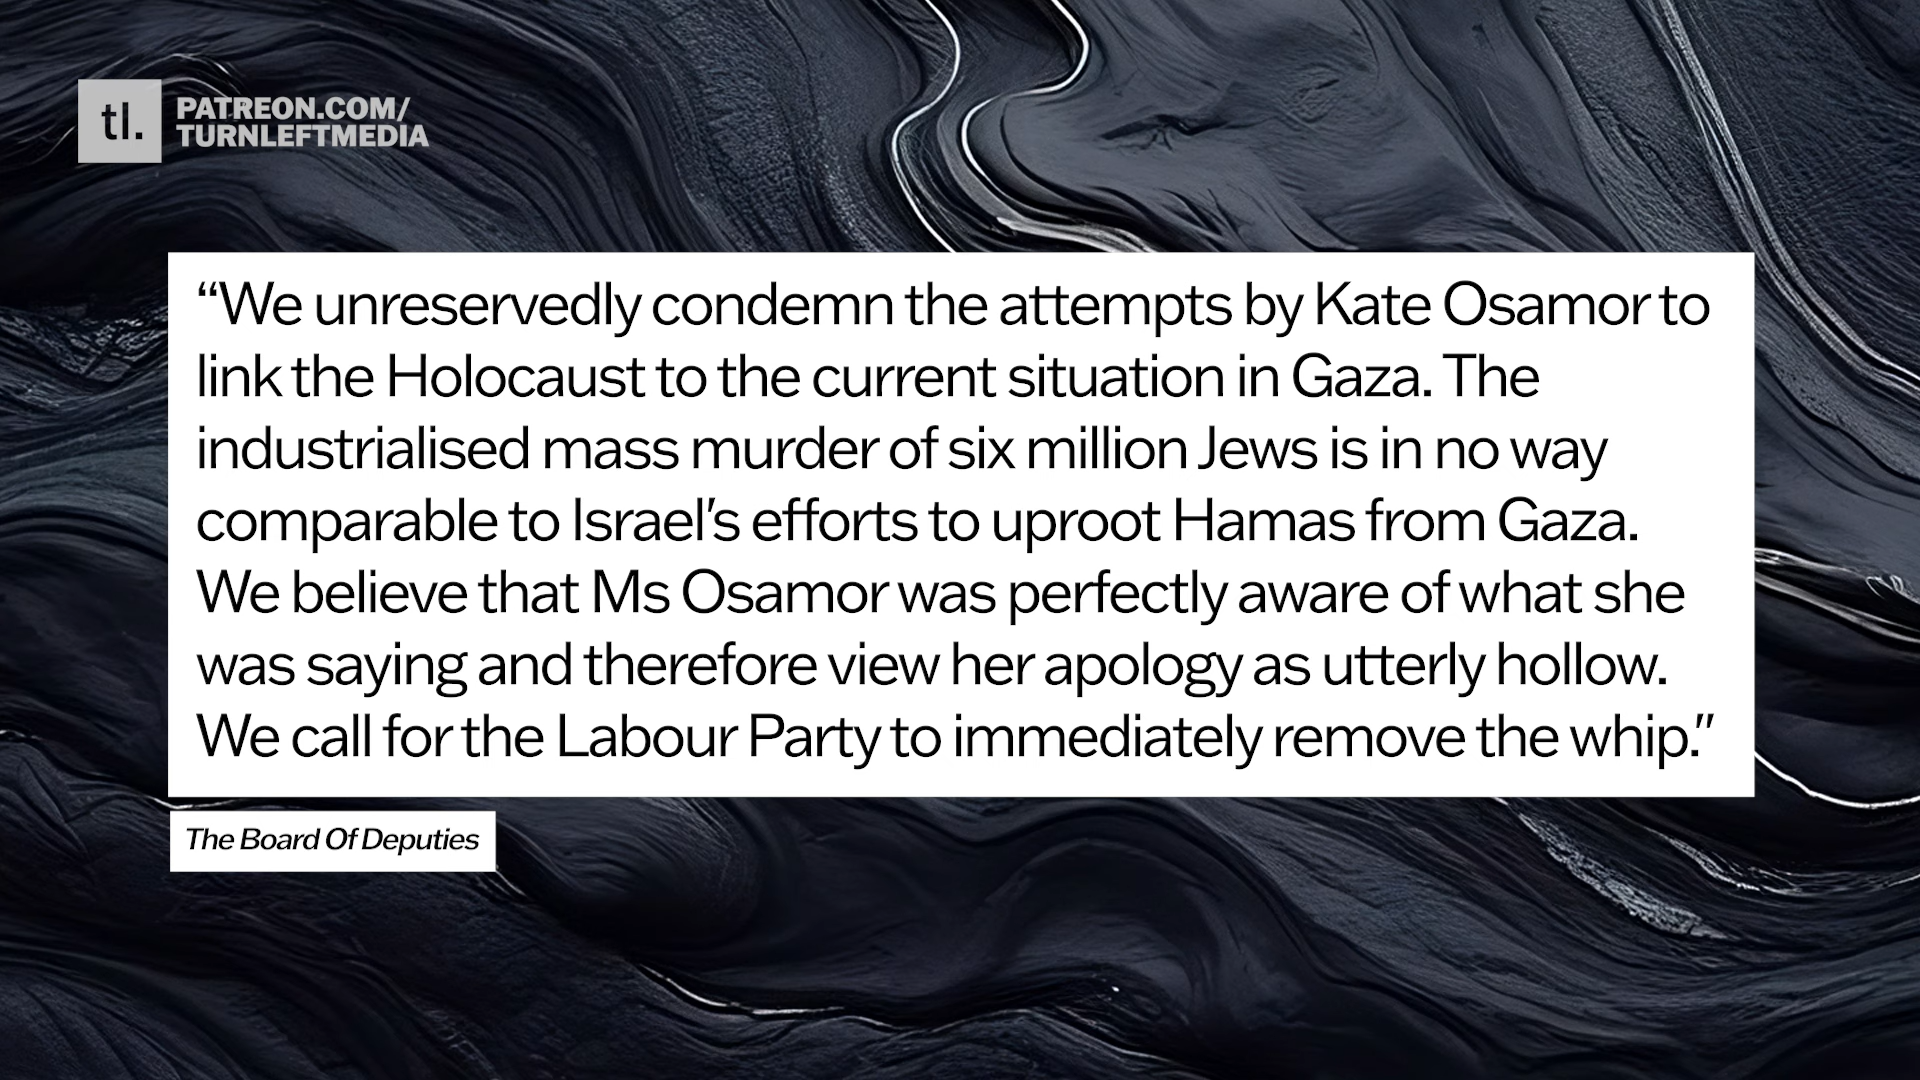 tl.
PATREON.COM/
TURNLEFTMEDIA
“We unreservedly condemn the attempts by Kate Osamor to
link the Holocaust to the current situation in Gaza. The
industrialised mass murder of six million Jews is in no way
comparable to Israel's efforts to uproot Hamas from Gaza.
We believe that Ms Osamor was perfectly aware of what she
was saying and therefore view her apology as utterly hollow.
We call for the Labour Party to immediately remove the whip."
The Board Of Deputies